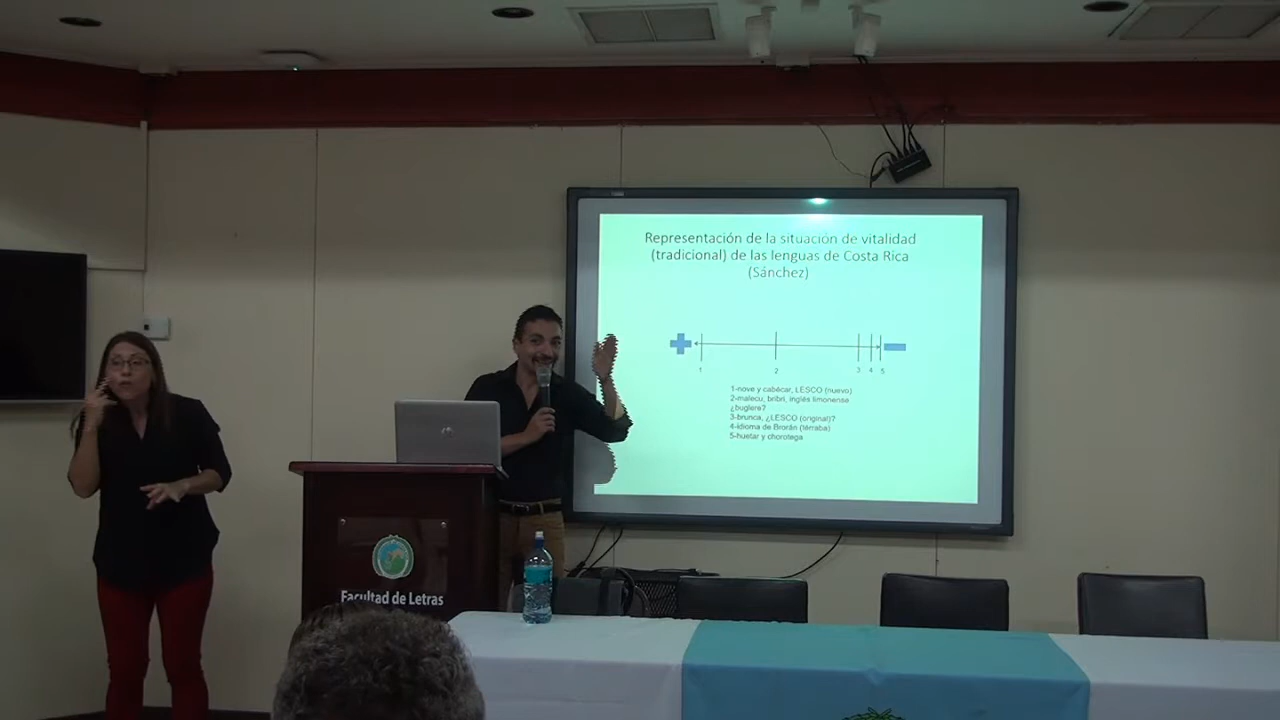 Representación de la situación de vitalidad
(tradicional) de las lenguas de Costa Rica
(Sánchez)
1 2 3 4 5
1-nove y cabécar, LESCO (nuevo)
2-malecu, bribri, inglés limonense
¿buglere?
3-brunca, ¿LESCO (original)?
4-idioma de Brorán (térraba)
5-huetar y chorotega
Facultad de Letras